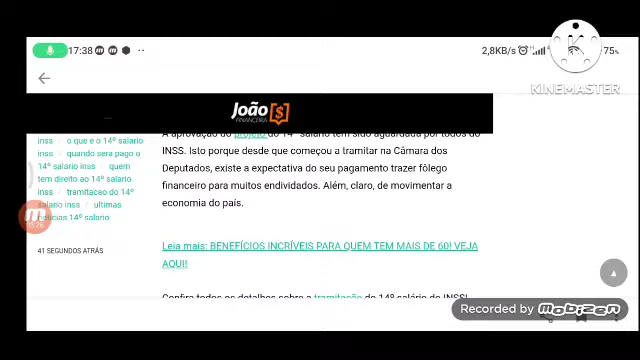 17:38
2,8KB/s
75%
KINEMASTER
João [$]
FINANCEIRA
A aprovação do projeto do 14º salário tem sido aguardada por todos do
INSS. Isto porque desde que começou a tramitar na Câmara dos
Deputados, existe a expectativa do seu pagamento trazer fôlego
financeiro para muitos endividados. Além, claro, de movimentar a
economia do país.
inss / o que e o 14º salario
inss / quando sera pago o
14º salario inss / quem
tem direito ao 14º salario
inss / tramitacao do 14º
salario inss / ultimas
noticias 14º salario
03:26
41 SEGUNDOS ATRÁS
Leia mais: BENEFÍCIOS INCRÍVEIS PARA QUEM TEM MAIS DE 60! VEJA
AQUI!
Confira todos os detalhes sobre a tramitação do 14º salário do INSS!
Recorded by MOBIZEN